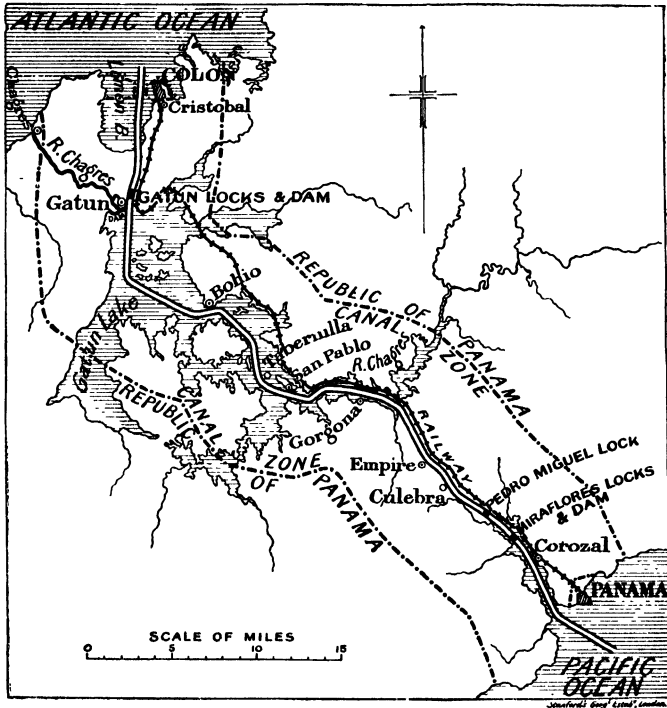 ATLANTIC OCEAN
COLON
Cristobal
Limon B.
R. Chagres
Gatun
DAM
GATUN LOCKS & DAM
Bohio
REPUBLIC OF PANAMA
CANAL ZONE
Gatun Lake
San Pablo
R. Chagres
CANAL ZONE
REPUBLIC OF PANAMA
Gorgona
RAILWAY
Empire
Culebra
PEDRO MIGUEL LOCK
MIRAFLORES LOCKS
& DAM
Corozal
PANAMA
SCALE OF MILES
0 5 10 15
PACIFIC
OCEAN
Stanford's Geog.l Estab.t, London